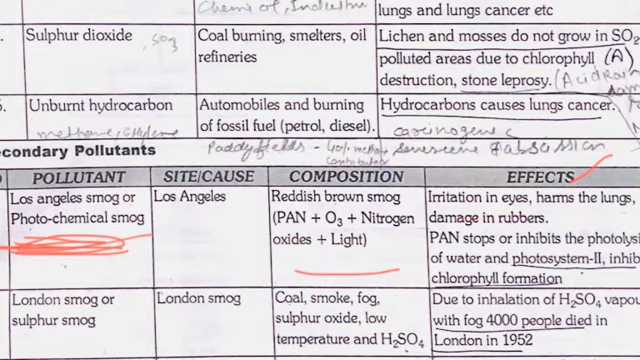 lungs and lungs cancer etc
Sulphur dioxide
Coal burning, smelters, oil
refineries
Lichen and mosses do not grow in SO2
polluted areas due to chlorophyll (A)
destruction, stone leprosy. (Acid Rain
Unburnt hydrocarbon
methane, ethylene
Automobiles and burning
of fossil fuel (petrol, diesel).
Hydrocarbons causes lungs cancer.
carcinogenic
econdary Pollutants
Paddyfields -
POLLUTANT
SITE/CAUSE
COMPOSITION
EFFECTS
Los angeles smog or
Photo-chemical smog
Los Angeles
Reddish brown smog
(PAN + O3 + Nitrogen
oxides + Light)
Irritation in eyes, harms the lungs,
damage in rubbers.
PAN stops or inhibits the photolysi
of water and photosystem-II, inhib
chlorophyll formation
London smog or
sulphur smog
London smog
Coal, smoke, fog,
sulphur oxide, low
temperature and H2SO4
Due to inhalation of H2SO4 vapou
with fog 4000 people died in
London in 1952